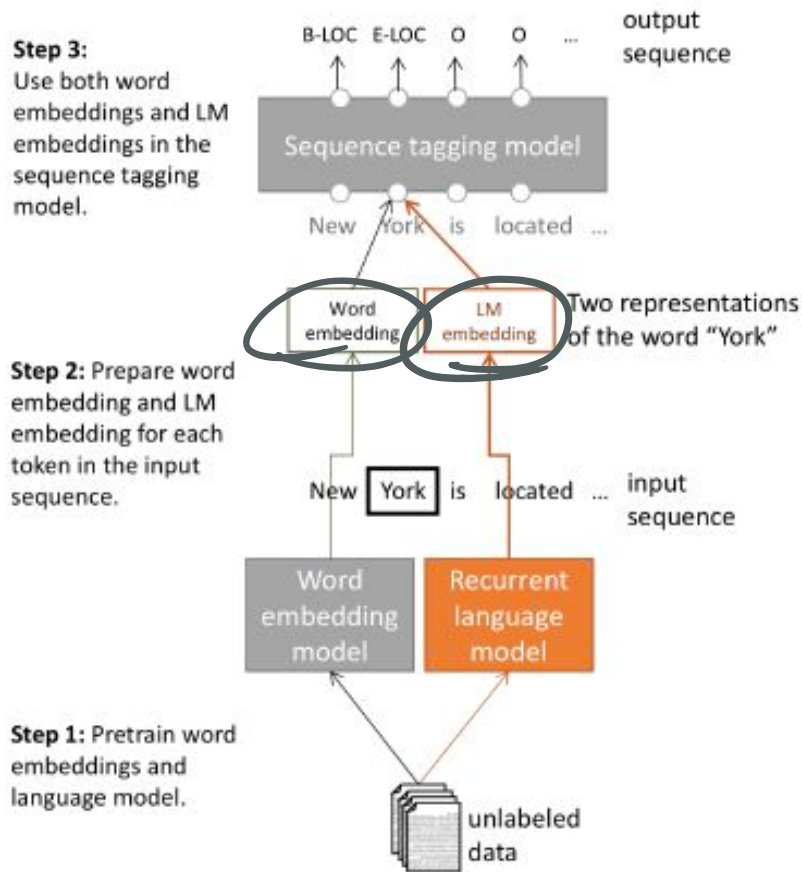 B-LOC E-LOC O O ...
output
sequence
Step 3:
Use both word
embeddings and LM
embeddings in the
sequence tagging
model.
Sequence tagging model
New York is located ...
Word
embedding
LM
embedding
Two representations
of the word “York”
Step 2: Prepare word
embedding and LM
embedding for each
token in the input
sequence.
New York is located ...
input
sequence
Word
embedding
model
Recurrent
language
model
Step 1: Pretrain word
embeddings and
language model.
unlabeled
data